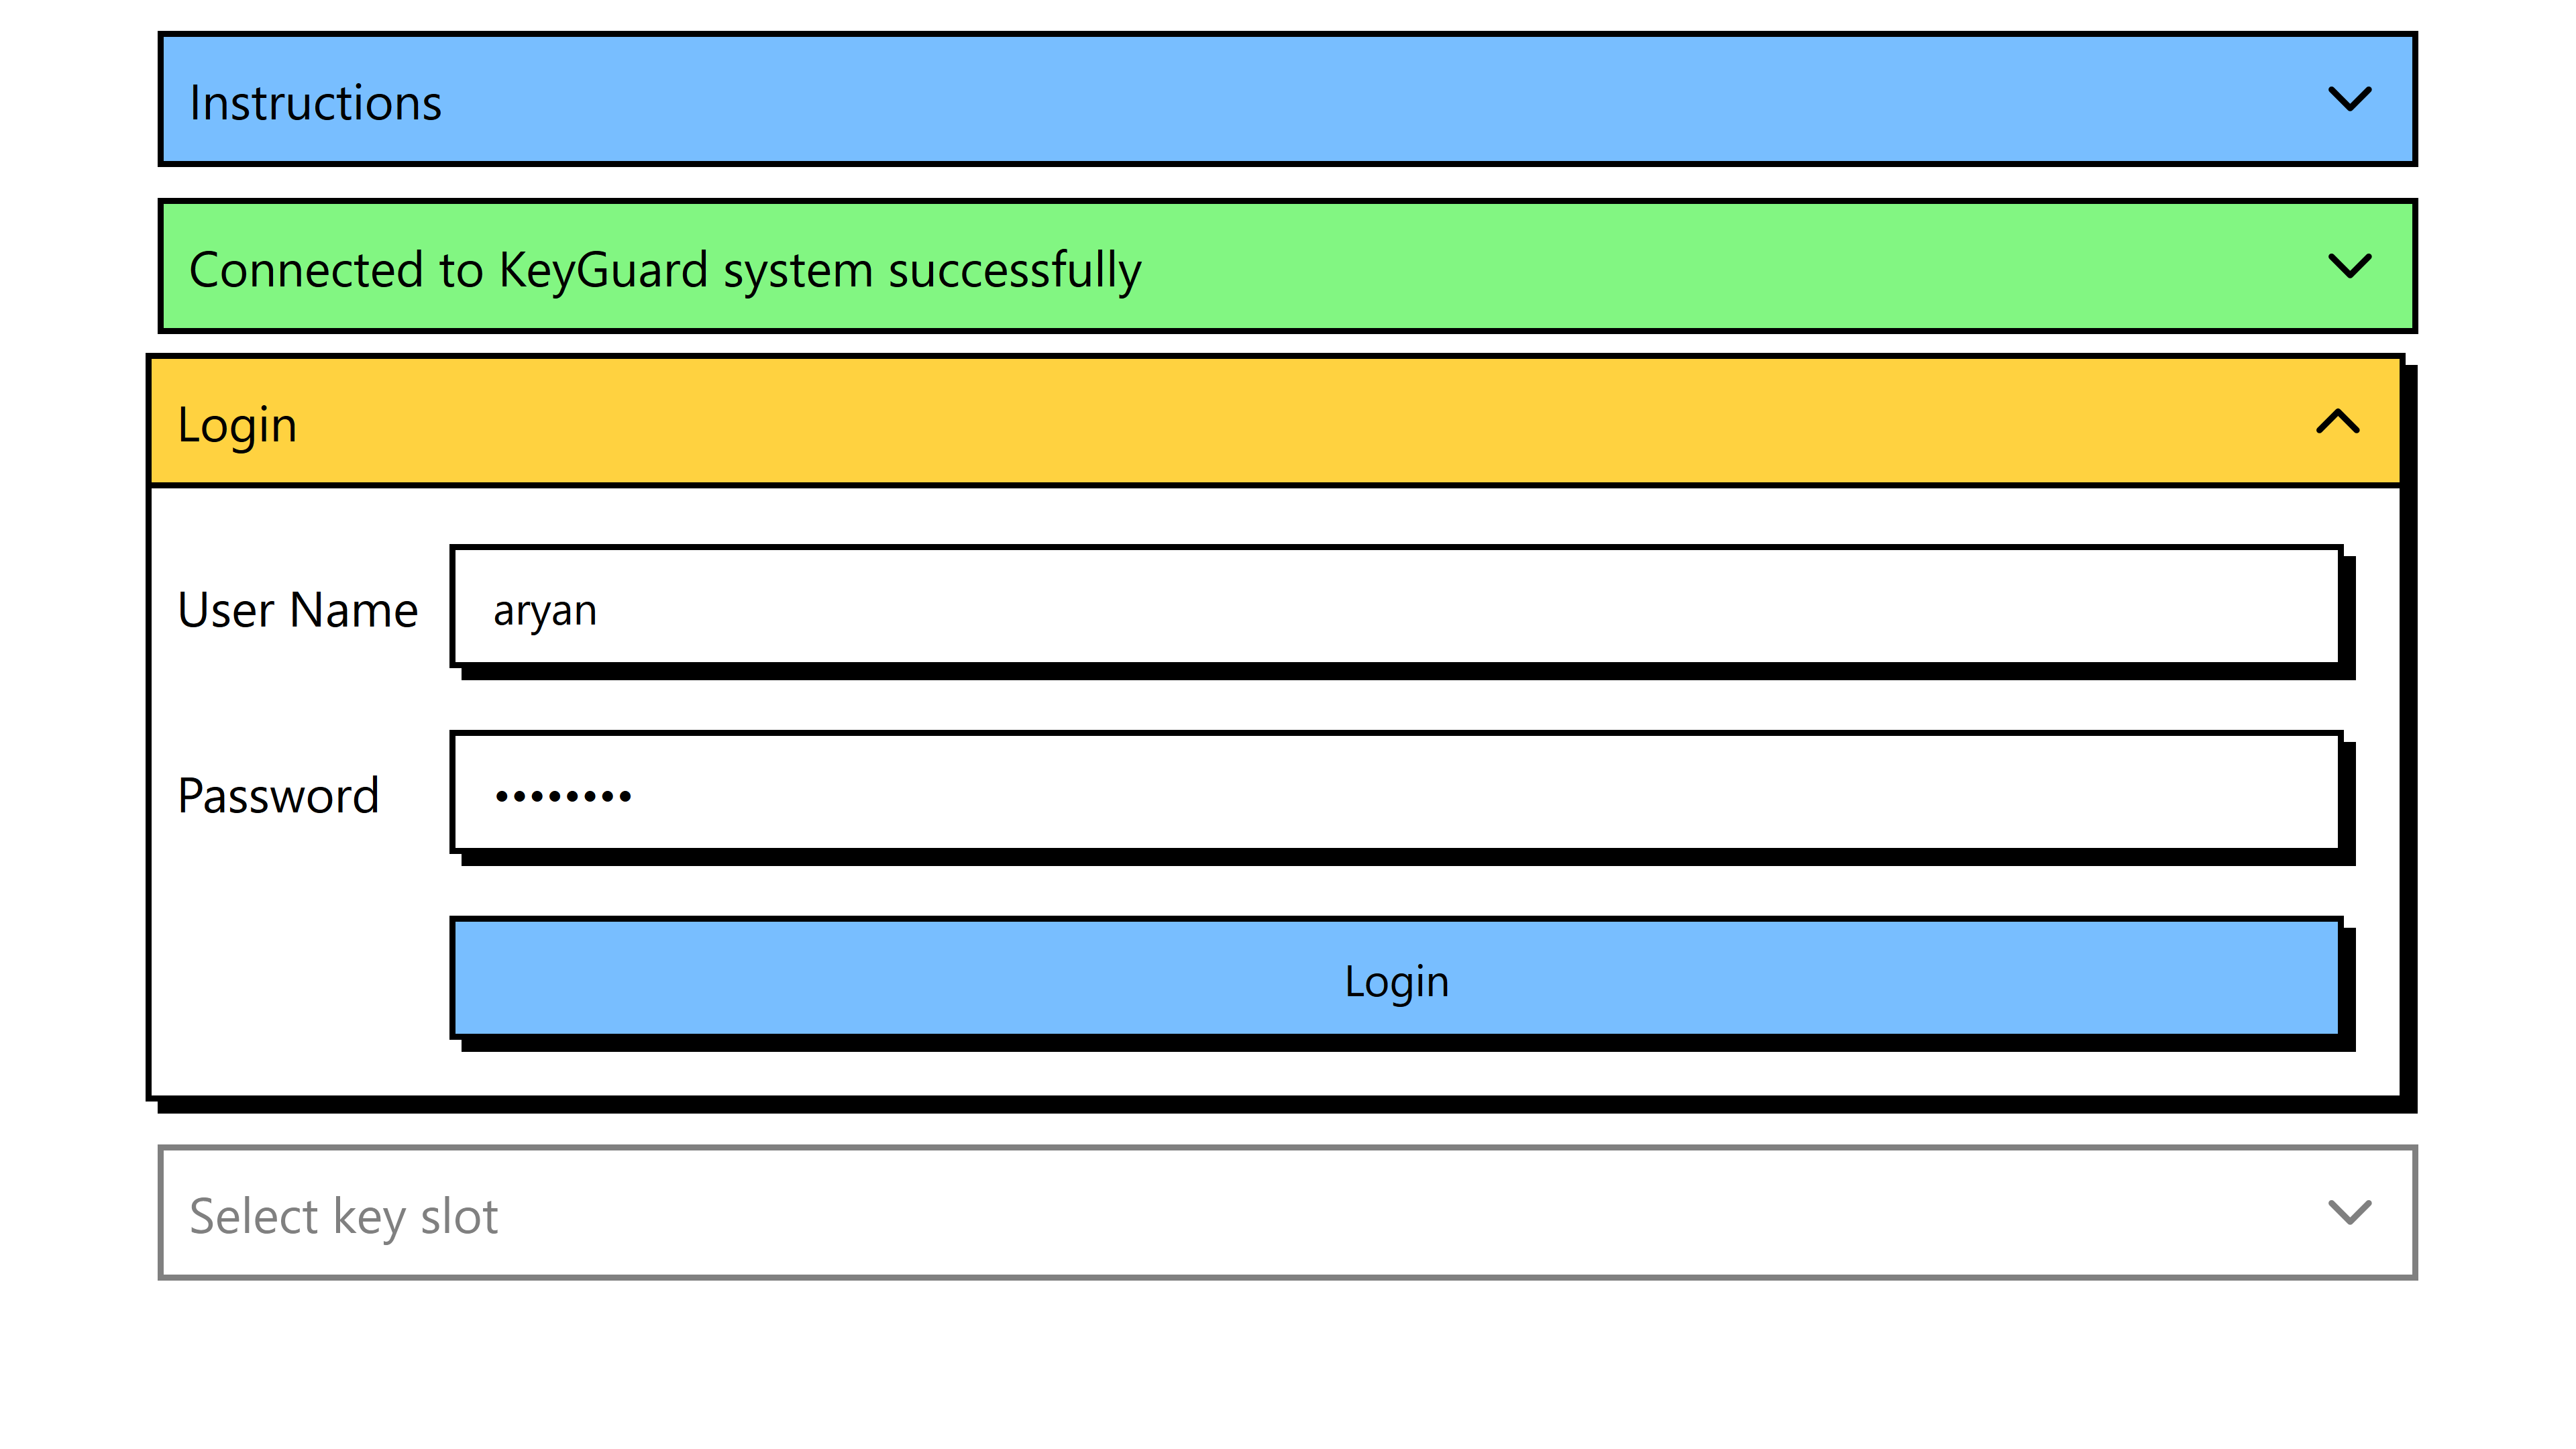 Instructions
Connected to KeyGuard system successfully
Login
User Name aryan
Password ••••••••
Login
Select key slot